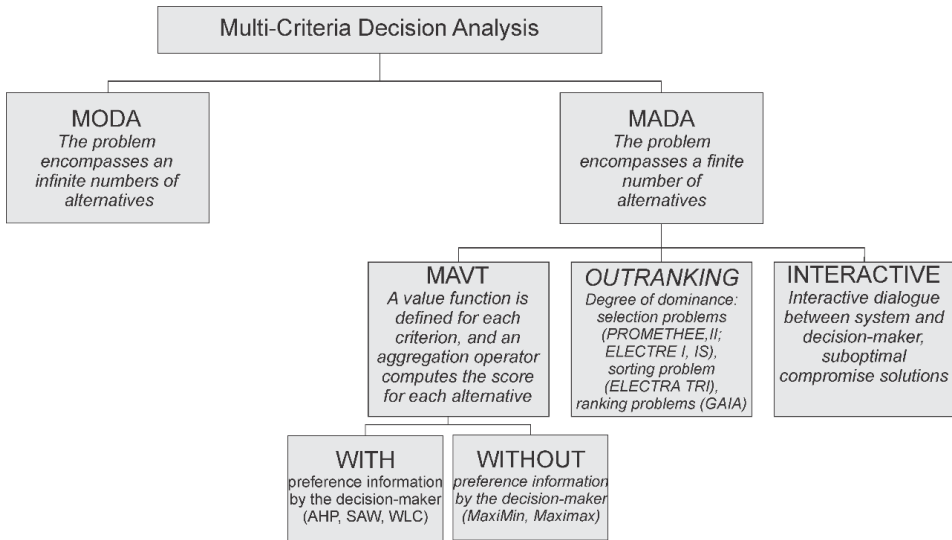 Multi-Criteria Decision Analysis
MODA
The problem
encompasses an
infinite numbers of
alternatives
MADA
The problem
encompasses a finite
number of
alternatives
MAVT
A value function is
defined for each
criterion, and an
aggregation operator
computes the score
for each alternative
OUTRANKING
Degree of dominance:
selection problems
(PROMETHEE,II;
ELECTRE I, IS),
sorting problem
(ELECTRA TRI),
ranking problems (GAIA)
INTERACTIVE
Interactive dialogue
between system and
decision-maker,
suboptimal
compromise solutions
WITH
preference information
by the decision-maker
(AHP, SAW, WLC)
WITHOUT
preference information
by the decision-maker
(MaxiMin, Maximax)